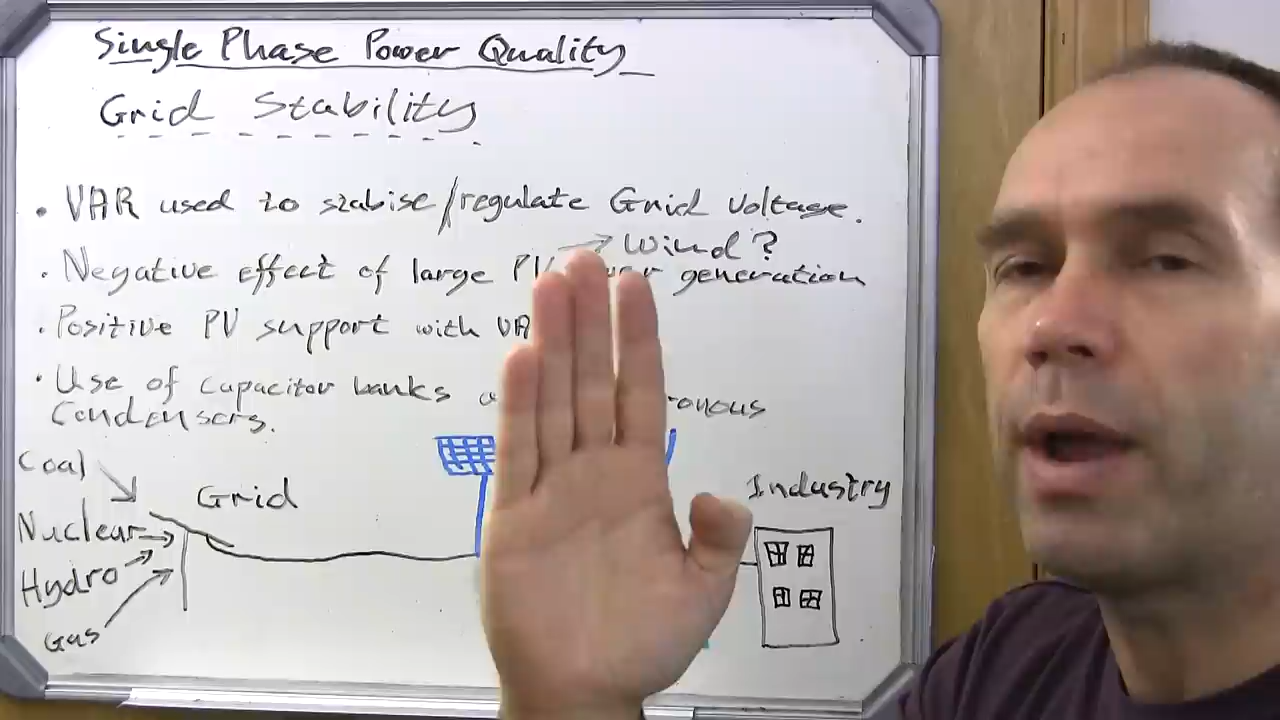 Single Phase Power Quality
Grid Stability
• VAR used to stabise/regulate Grid Voltage.
→ Wind?
• Negative effect of large PV generation
• Positive PV support with VA
• Use of capacitor banks
Condensors.
Coal
Grid
Industry
Nuclear
Hydro
Gas